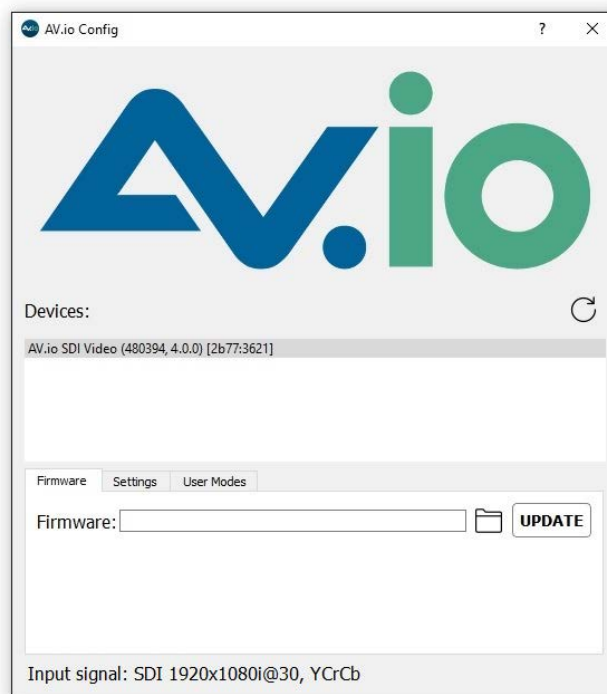 AV.io Config
AV.io
Devices:
AV.io SDI Video (480394, 4.0.0) [2b77:3621]
Firmware Settings User Modes
Firmware: UPDATE
Input signal: SDI 1920x1080i@30, YCrCb